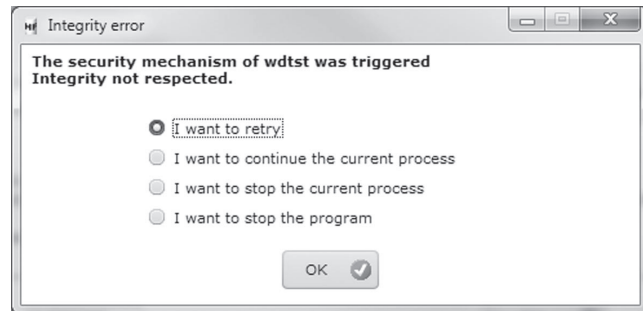 HF Integrity error
The security mechanism of wdtst was triggered
Integrity not respected.
I want to retry
I want to continue the current process
I want to stop the current process
I want to stop the program
OK